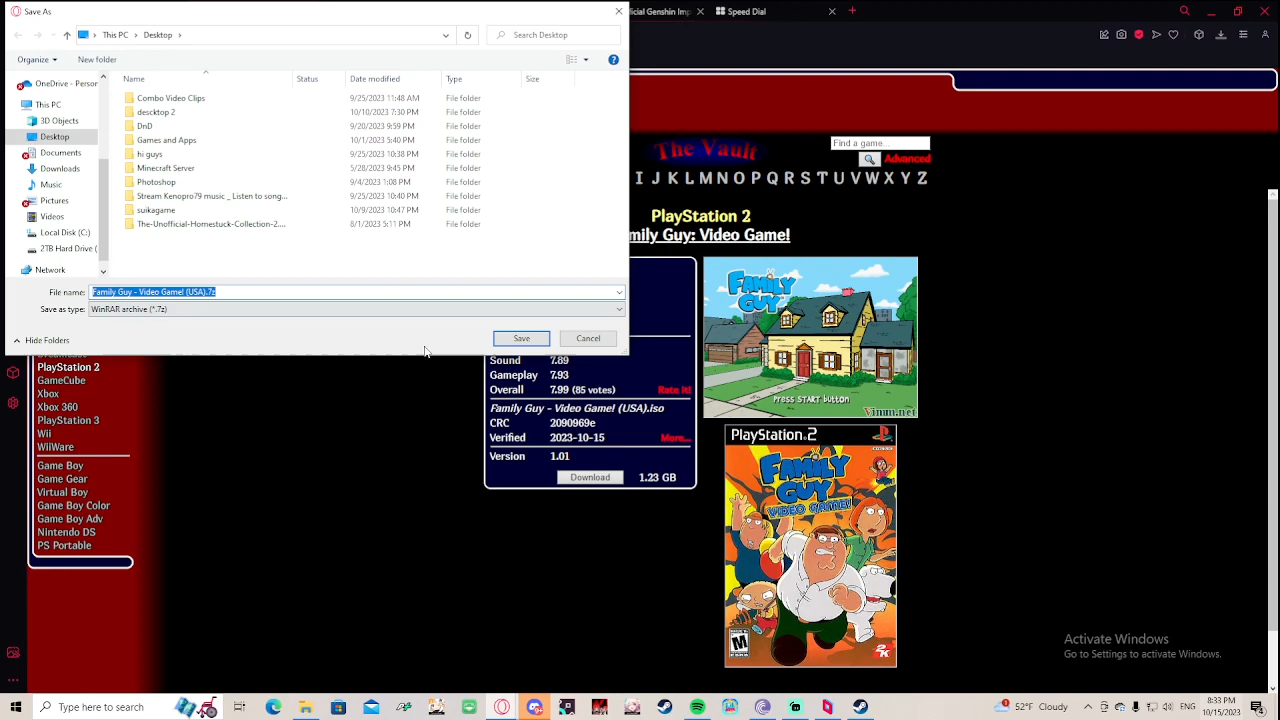 Save As
icial Genshin Im
Speed Dial
This PC
Desktop
Search Desktop
Organize
New folder
Name
Status
Date modified
Type
Size
OneDrive - Person
This PC
3D Objects
Desktop
Documents
Downloads
Music
Pictures
Videos
Local Disk (C:)
2TB Hard Drive (
Network
Combo Video Clips 9/25/2023 11:48 AM File folder
descktop 2 10/10/2023 7:30 PM File folder
DnD 9/20/2023 9:59 PM File folder
Games and Apps 10/1/2023 5:40 PM File folder
hi guys 9/25/2023 10:38 PM File folder
Minecraft Server 5/28/2023 9:45 PM File folder
Photoshop 9/4/2023 1:08 PM File folder
Stream Kenopro79 music _ Listen to song... 9/25/2023 10:40 PM File folder
suikagame 10/9/2023 10:47 PM File folder
The-Unofficial-Homestuck-Collection-2.... 8/1/2023 5:11 PM File folder
File name: Family Guy - Video Game! (USA).7z
Save as type: WinRAR archive (*.7z)
Hide Folders
Save
Cancel
The Vault
Find a game...
Advanced
I J K L M N O P Q R S T U V W X Y Z
PlayStation 2
mily Guy: Video Game!
PlayStation 2
GameCube
Xbox
Xbox 360
PlayStation 3
Wii
WiiWare
Game Boy
Game Gear
Virtual Boy
Game Boy Color
Game Boy Adv
Nintendo DS
PS Portable
Sound 7.89
Gameplay 7.93
Overall 7.99 (85 votes) Rate it!
Family Guy - Video Game! (USA).iso
CRC 2090969e
Verified 2023-10-15 More...
Version 1.01
Download 1.23 GB
FAMILY GUY
PRESS START button
Vimm.net
PlayStation 2
FAMILY GUY
VIDEO GAME!
M
2K
Activate Windows
Go to Settings to activate Windows.
Type here to search
52°F Cloudy
ENG
8:33 PM
10/15/2023